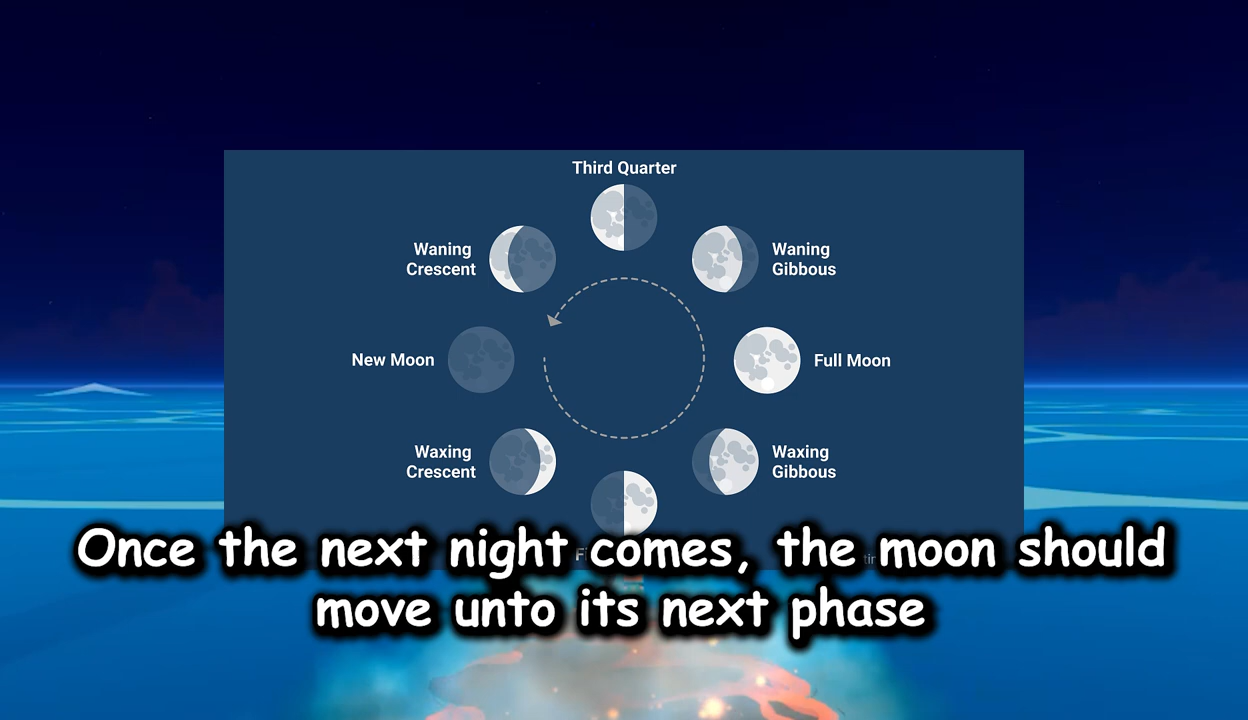 Third Quarter
Waning
Crescent
Waning
Gibbous
New Moon
Full Moon
Waxing
Crescent
Waxing
Gibbous
Once the next night comes, the moon should
move unto its next phase